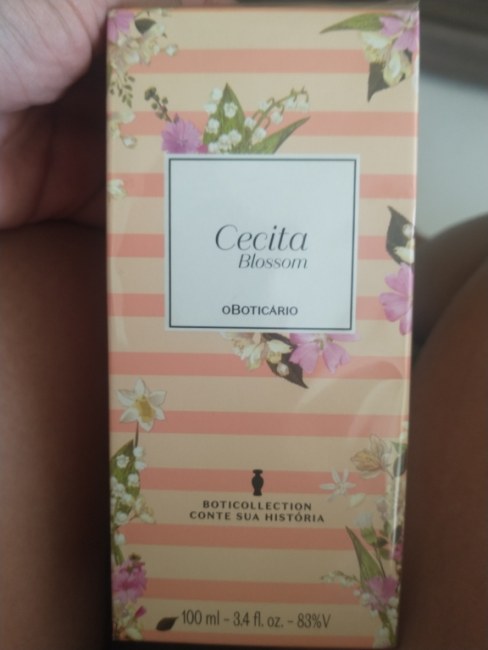 Cecita
Blossom
oBOTICÁRIO
BOTICOLLECTION
CONTE SUA HISTÓRIA
100 ml - 3.4 fl. oz. - 83%V